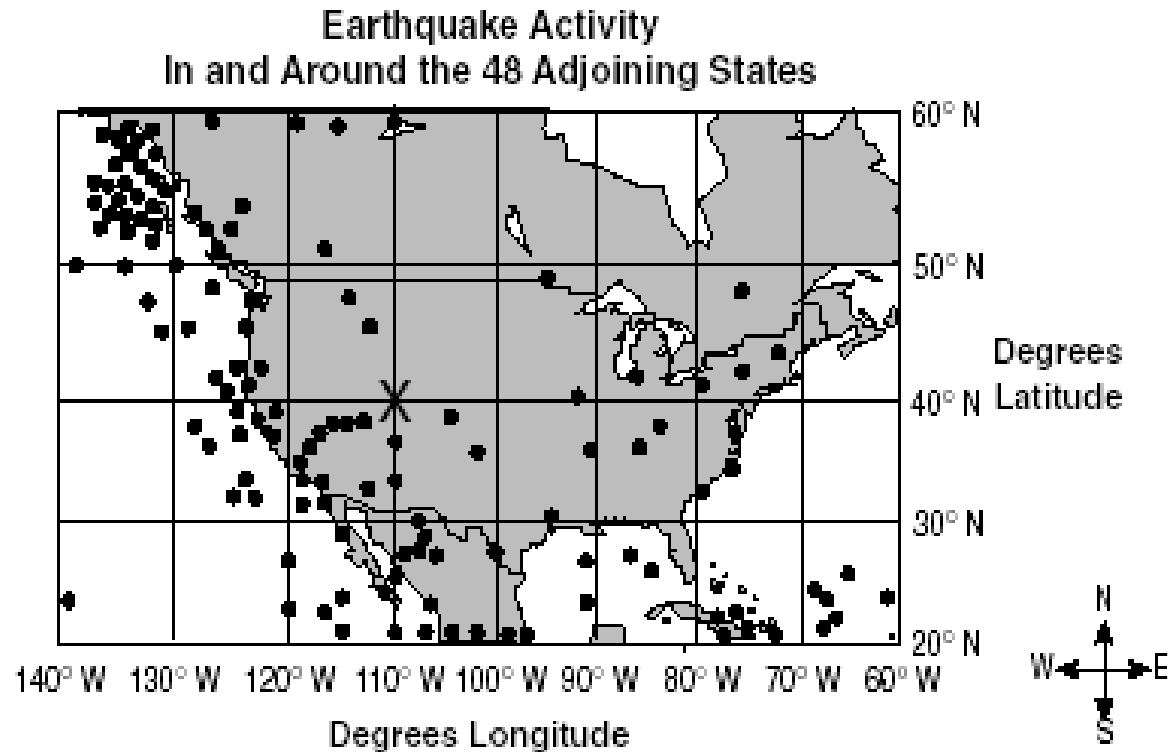 Earthquake Activity
In and Around the 48 Adjoining States
60° N
50° N
Degrees
Latitude
X
40° N
30° N
N
20° N
W E
S
140° W 130° W 120° W 110° W 100° W 90° W 80° W 70° W 60° W
Degrees Longitude